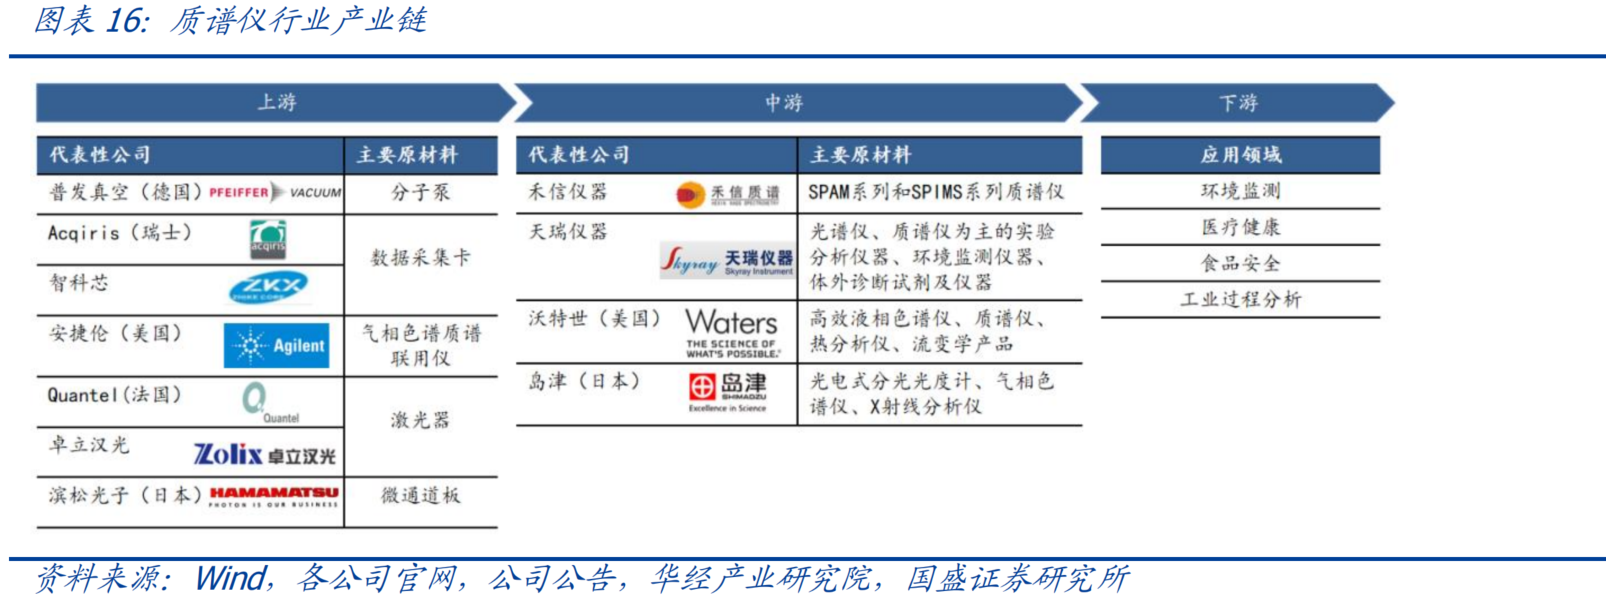 图表 16：质谱仪行业产业链
上游
中游
下游
代表性公司
主要原材料
普发真空（德国）
PFEIFFER VACUUM
分子泵
Acqiris（瑞士）
acqiris
数据采集卡
智科芯
ZKX
安捷伦（美国）
Agilent
气相色谱质谱
联用仪
Quantel(法国)
Quantel
激光器
卓立汉光
Zolix 卓立汉光
滨松光子（日本）
HAMAMATSU
PHOTON IS OUR BUSINESS
微通道板
代表性公司
主要原材料
禾信仪器
禾信质谱
SPAM系列和SPIMS系列质谱仪
天瑞仪器
Skyray 天瑞仪器
Skyray Instrument
光谱仪、质谱仪为主的实验
分析仪器、环境监测仪器、
体外诊断试剂及仪器
沃特世（美国）
Waters
THE SCIENCE OF
WHAT'S POSSIBLE.
高效液相色谱仪、质谱仪、
热分析仪、流变学产品
岛津（日本）
岛津
SHIMADZU
Excellence in Science
光电式分光光度计、气相色
谱仪、X射线分析仪
应用领域
环境监测
医疗健康
食品安全
工业过程分析
资料来源：Wind，各公司官网，公司公告，华经产业研究院，国盛证券研究所